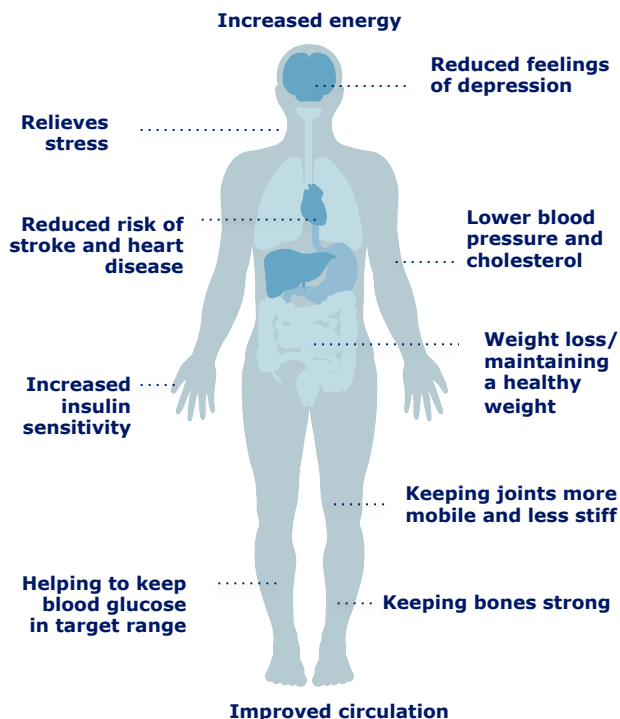 Increased energy
Reduced feelings
of depression
Relieves
stress
Reduced risk of
stroke and heart
disease
Lower blood
pressure and
cholesterol
Weight loss/
maintaining
a healthy
weight
Increased
insulin
sensitivity
Keeping joints more
mobile and less stiff
Helping to keep
blood glucose
in target range
Keeping bones strong
Improved circulation